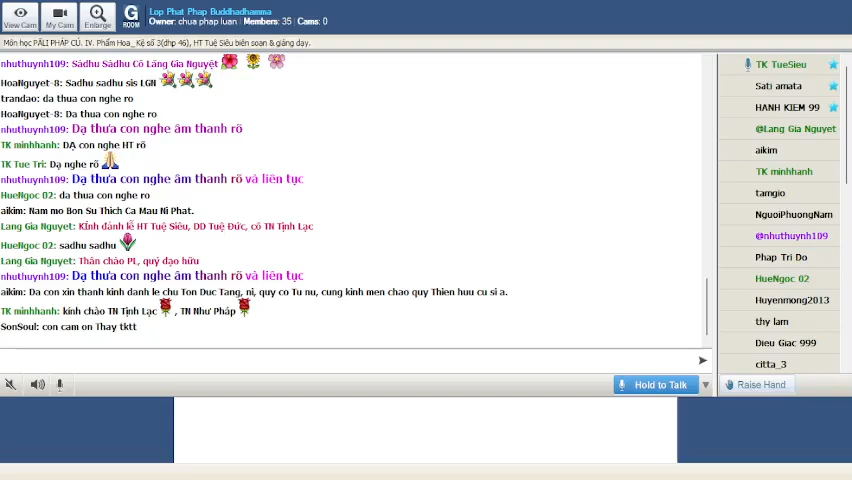 Lop Phat Phap Buddhadhamma
Owner: chua phap luan | Members: 35 | Cams: 0
View Cam
My Cam
Enlarge
G
ROOM
Môn học PĀLI PHÁP CÚ. IV. Phẩm Hoa_Kệ số 3(dhp 46), HT Tuệ Siêu biên soạn & giảng dạy.
nhuthuynh109: Sādhu Sādhu Cô Lăng Gia Nguyệt
HoaNguyet-8: Sadhu sadhu sis LGN
trandao: da thua con nghe ro
HoaNguyet-8: Da thua con nghe ro
nhuthuynh109: Dạ thưa con nghe âm thanh rõ
TK minhhanh: DẠ con nghe HT rõ
TK Tue Tri: Dạ nghe rõ
nhuthuynh109: Dạ thưa con nghe âm thanh rõ và liên tục
HueNgoc 02: da thua con nghe ro
aikim: Nam mo Bon Su Thich Ca Mau Ni Phat.
Lang Gia Nguyet: Kính đảnh lễ HT Tuệ Siêu, DD Tuệ Đức, cô TN Tịnh Lạc
HueNgoc 02: sadhu sadhu
Lang Gia Nguyet: Thân chào PL, quý đạo hữu
nhuthuynh109: Dạ thưa con nghe âm thanh rõ và liên tục
aikim: Da con xin thanh kinh danh le chu Ton Duc Tang, ni, quy co Tu nu, cung kinh men chao quy Thien huu cu si a.
TK minhhanh: kính chào TN Tịnh Lạc , TN Như Pháp
SonSoul: con cam on Thay tktt
Hold to Talk
TK TueSieu
Sati amata
HANH KIEM 99
@Lang Gia Nguyet
aikim
TK minhhanh
tamgio
NguoiPhuongNam
@nhuthuynh109
Phap Tri Do
HueNgoc 02
Huyenmong2013
thy lam
Dieu Giac 999
citta_3
Raise Hand